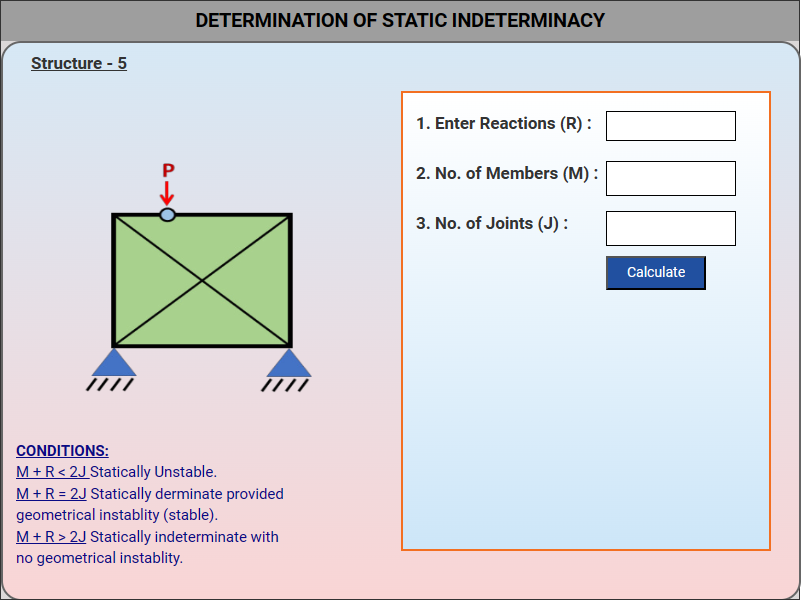 DETERMINATION OF STATIC INDETERMINACY
Structure - 5
P
1. Enter Reactions (R) :
2. No. of Members (M) :
3. No. of Joints (J) :
Calculate
CONDITIONS:
M + R < 2J Statically Unstable.
M + R = 2J Statically derminate provided
geometrical instablity (stable).
M + R > 2J Statically indeterminate with
no geometrical instablity.